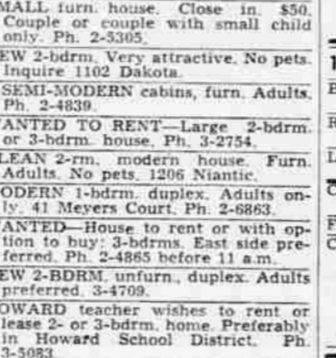 MALL furn. house. Close in. $50.
Couple or couple with small child
only. Ph. 2-5305.
EW 2-bdrm. Very attractive. No pets.
Inquire 1102 Dakota.
SEMI-MODERN cabins, furn. Adults.
Ph. 2-4839.
ANTED TO RENT—Large 2-bdrm.
or 3-bdrm. house. Ph. 3-2754.
LEAN 2-rm. modern house. Furn.
Adults. No pets. 1206 Niantic.
ODERN 1-bdrm. duplex. Adults on-
ly. 41 Meyers Court. Ph. 2-6863.
ANTED—House to rent or with op-
tion to buy: 3-bdrms. East side pre-
ferred. Ph. 2-4865 before 11 a.m.
EW 2-BDRM. unfurn., duplex. Adults
preferred. 3-4709.
OWARD teacher wishes to rent or
lease 2- or 3-bdrm. home. Preferably
in Howard School District. Ph.
3-5083.